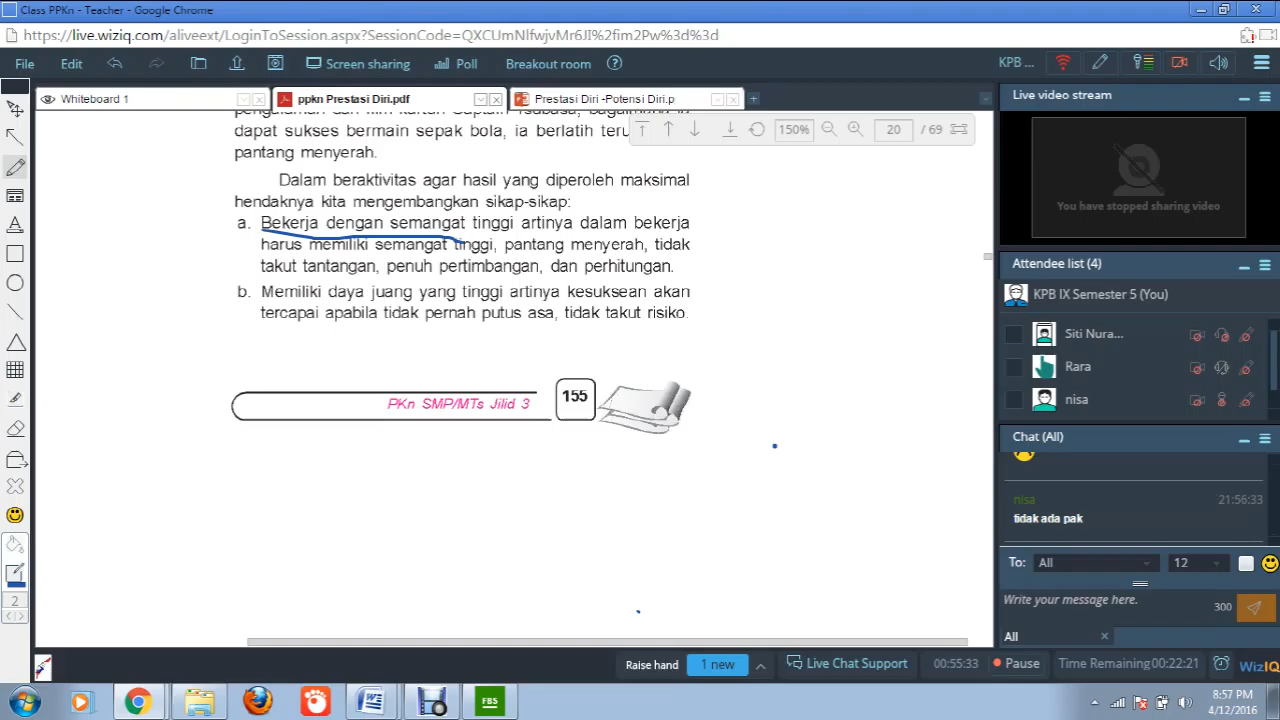 Class PPKn - Teacher - Google Chrome
https://live.wiziq.com/aliveext/LoginToSession.aspx?SessionCode=QXCUmNlfwjvMr6JI%2fim2Pw%3d%3d
File Edit Screen sharing Poll Breakout room ? KPB ...
Whiteboard 1 ppkn Prestasi Diri.pdf Prestasi Diri -Potensi Diri.p
150% 20 / 69
dapat sukses bermain sepak bola, ia berlatih
pantang menyerah.
Dalam beraktivitas agar hasil yang diperoleh maksimal
hendaknya kita mengembangkan sikap-sikap:
a. Bekerja dengan semangat tinggi artinya dalam bekerja
harus memiliki semangat tinggi, pantang menyerah, tidak
takut tantangan, penuh pertimbangan, dan perhitungan.
b. Memiliki daya juang yang tinggi artinya kesuksean akan
tercapai apabila tidak pernah putus asa, tidak takut risiko.
PKn SMP/MTs Jilid 3 155
Live video stream
You have stopped sharing video
Attendee list (4)
KPB IX Semester 5 (You)
Siti Nura...
Rara
nisa
Chat (All)
nisa 21:56:33
tidak ada pak
To: All 12
Write your message here. 300
All
2
Raise hand 1 new Live Chat Support 00:55:33 Pause Time Remaining 00:22:21 WizIQ
FBS
8:57 PM
4/12/2016